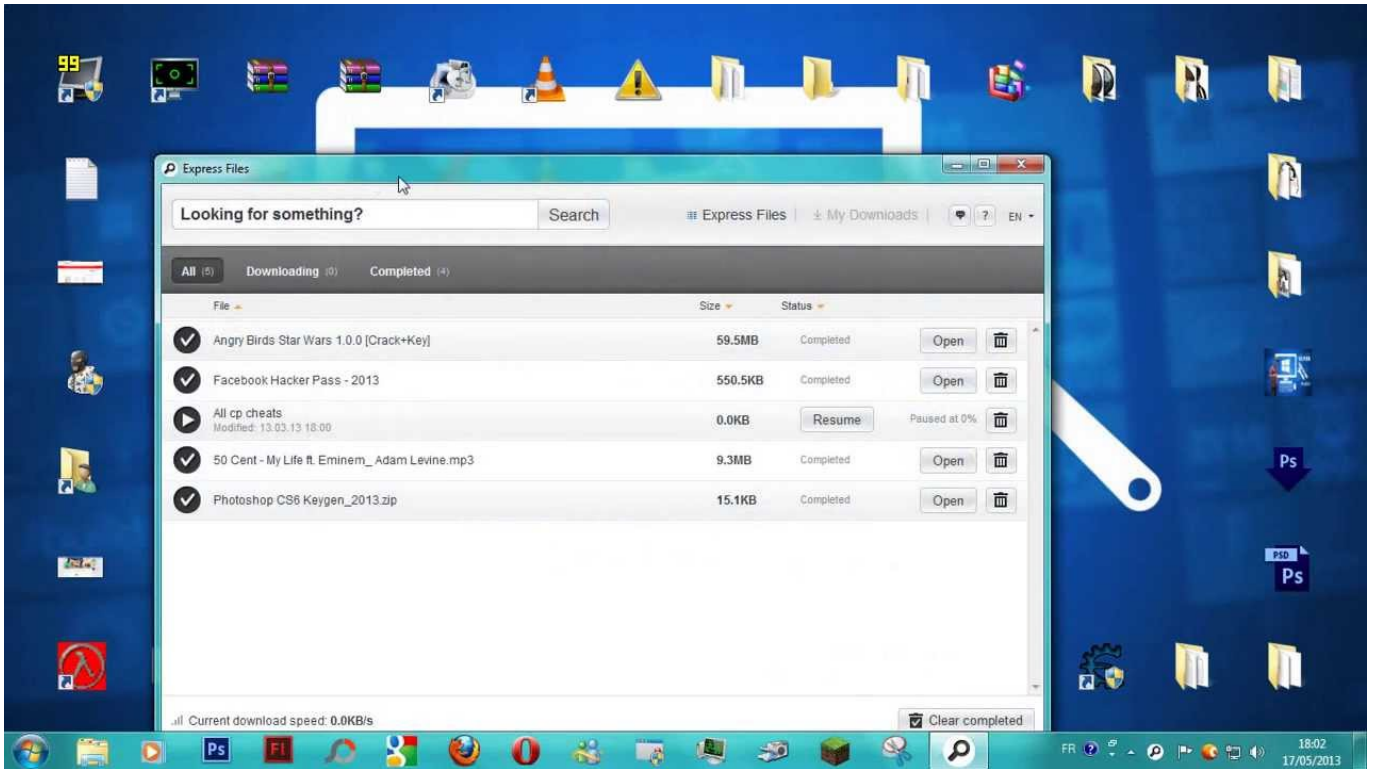 99
Express Files
Looking for something?
Search
Express Files
My Downloads
?
EN
All (5)
Downloading (0)
Completed (4)
File
Size
Status
Angry Birds Star Wars 1.0.0 [Crack+Key]
59.5MB
Completed
Open
Facebook Hacker Pass - 2013
550.5KB
Completed
Open
All cp cheats
Modified: 13.03.13 18:00
0.0KB
Resume
Paused at 0%
50 Cent - My Life ft. Eminem_ Adam Levine.mp3
9.3MB
Completed
Open
Photoshop CS6 Keygen_2013.zip
15.1KB
Completed
Open
Ps
PSD
Ps
Current download speed: 0.0KB/s
Clear completed
Ps
Fl
FR
18:02
17/05/2013